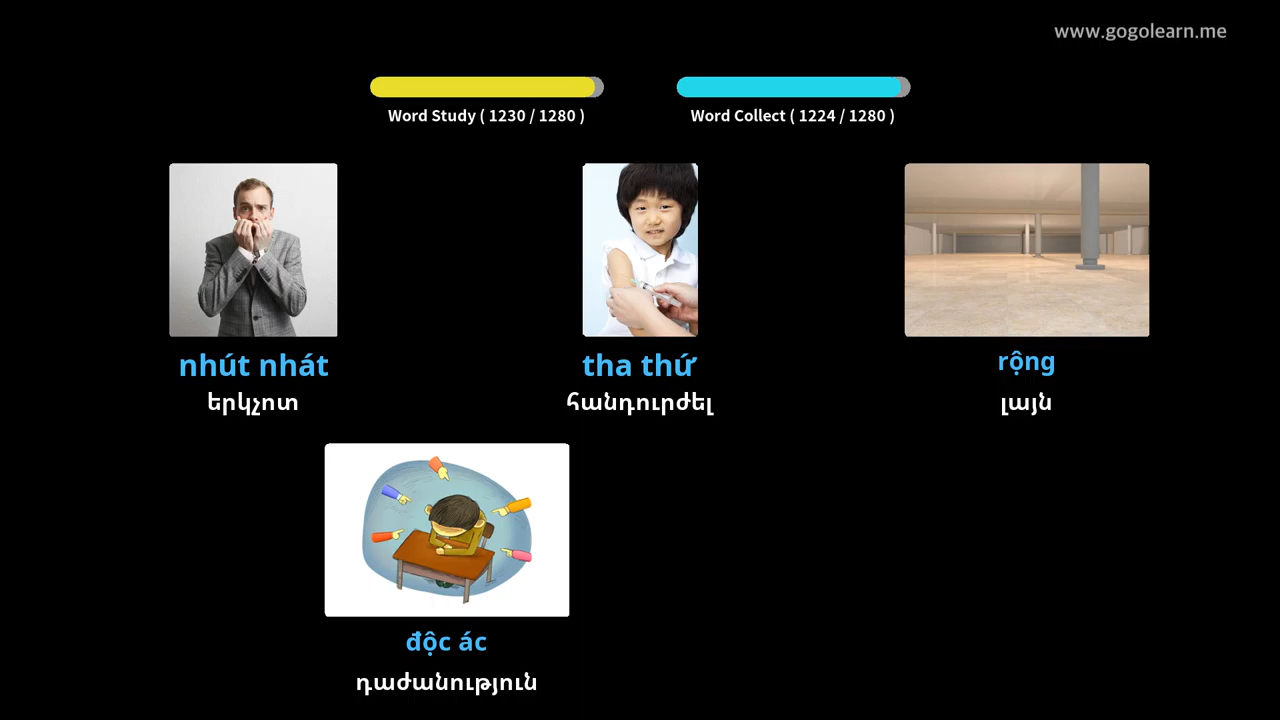 www.gogolearn.me
Word Study ( 1230 / 1280 )
Word Collect ( 1224 / 1280 )
nhút nhát
երկչոտ
tha thứ
հանդուրժել
rộng
լայն
độc ác
դաժանություն